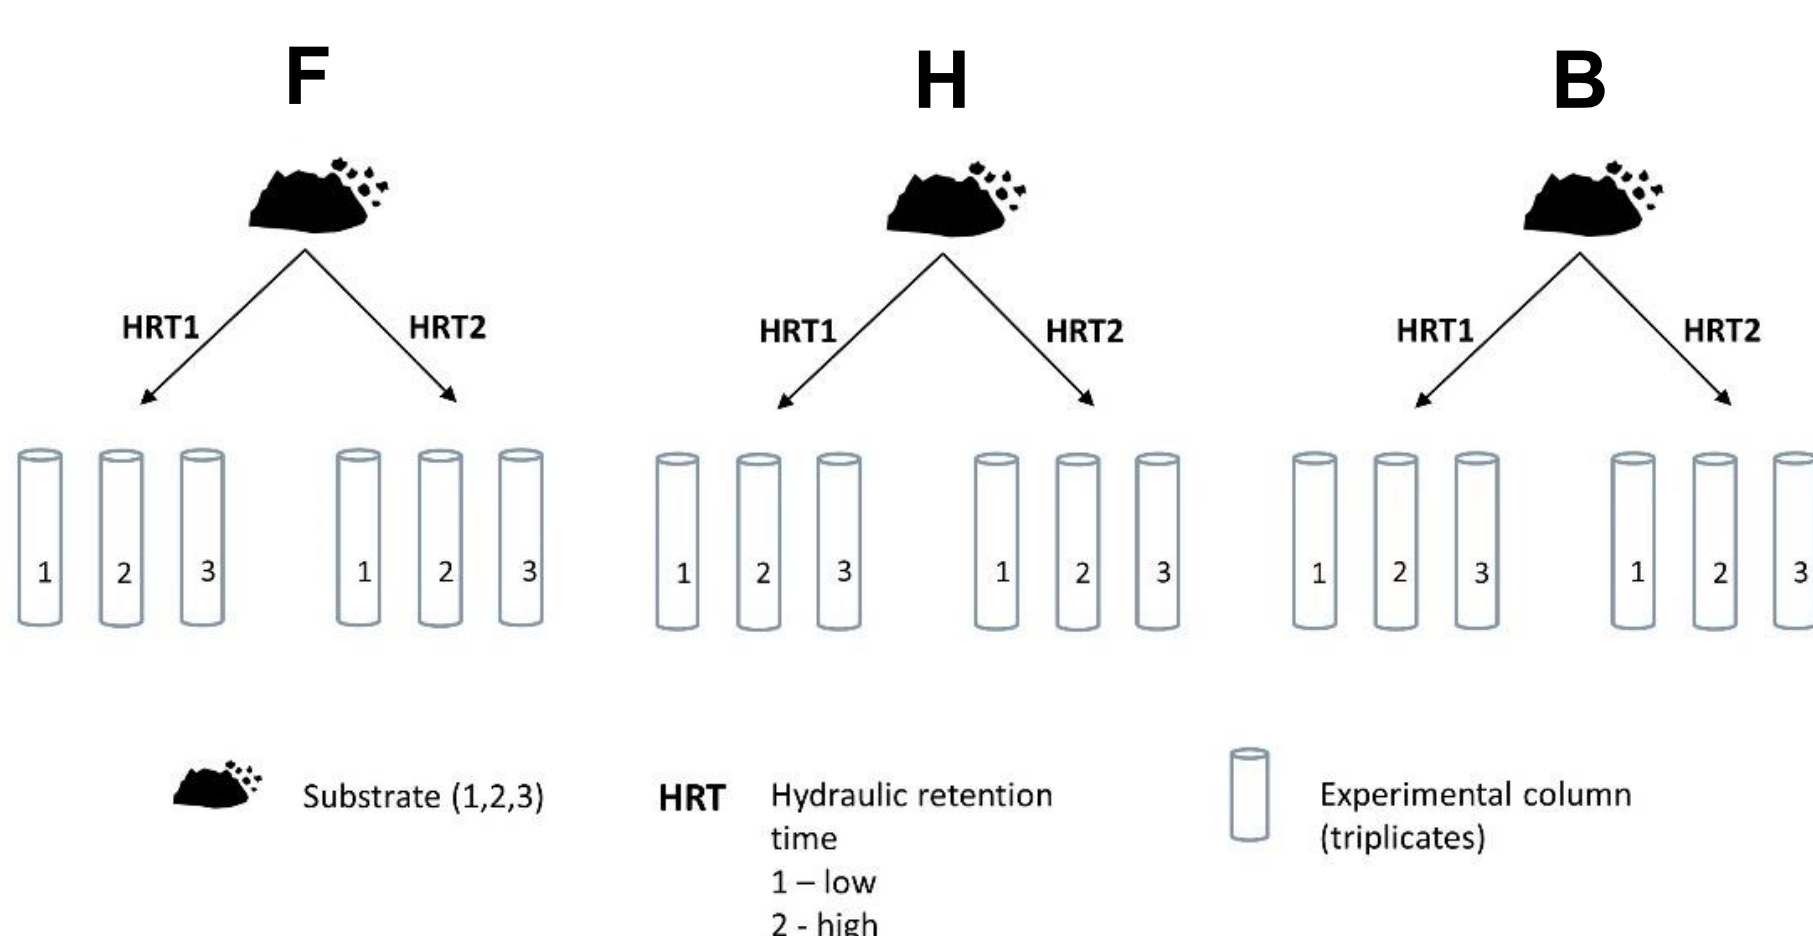 F H B
HRT1 HRT2 HRT1 HRT2 HRT1 HRT2
1 2 3 1 2 3 1 2 3 1 2 3 1 2 3 1 2 3
Substrate (1,2,3)
HRT Hydraulic retention
time
1 – low
2 - high
Experimental column
(triplicates)